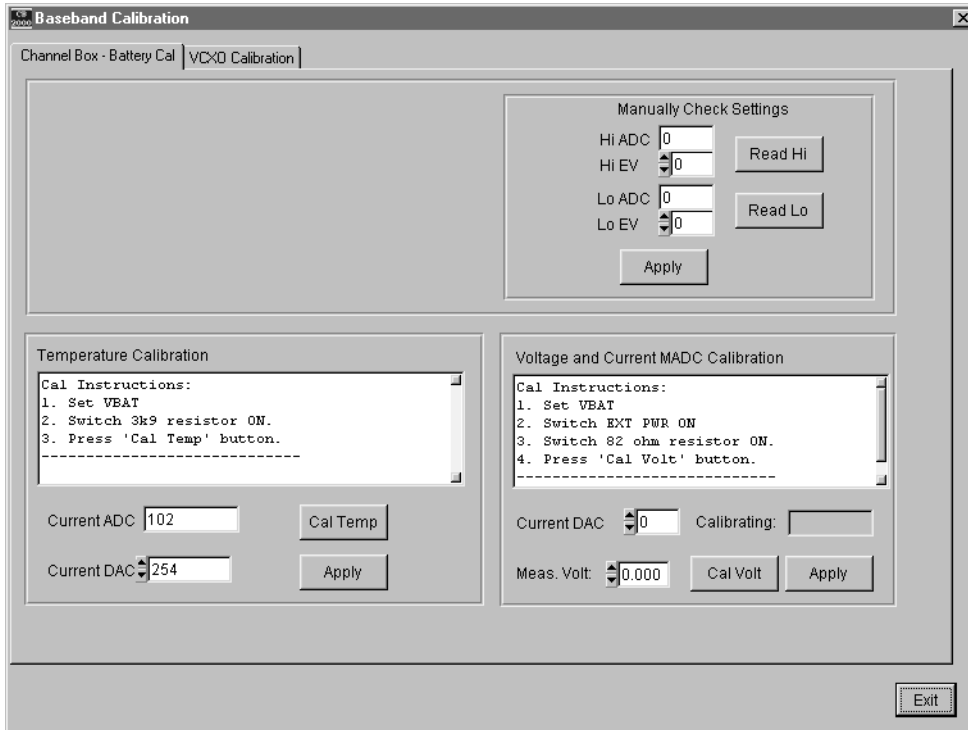 CB 2000 Baseband Calibration
Channel Box - Battery Cal VCXO Calibration
Manually Check Settings
Hi ADC 0
Hi EV 0
Read Hi
Lo ADC 0
Lo EV 0
Read Lo
Apply
Temperature Calibration
Cal Instructions:
1. Set VBAT
2. Switch 3k9 resistor ON.
3. Press 'Cal Temp' button.
-----------------------------
Current ADC 102 Cal Temp
Current DAC 254 Apply
Voltage and Current MADC Calibration
Cal Instructions:
1. Set VBAT
2. Switch EXT PWR ON
3. Switch 82 ohm resistor ON.
4. Press 'Cal Volt' button.
-----------------------------
Current DAC 0 Calibrating:
Meas. Volt: 0.000 Cal Volt Apply
Exit